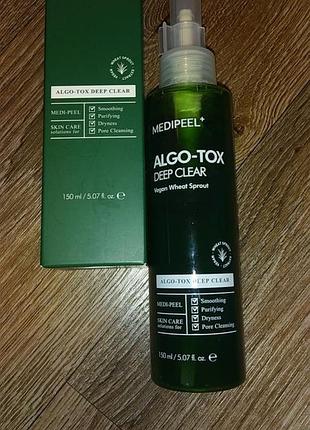 ALGO-TOX DEEP CLEAR
MEDI-PEEL
SKIN CARE
solutions for
Smoothing
Purifying
Dryness
Pore Cleansing
150 ml / 5.07 fl. oz. ℮
MEDIPEEL+
ALGO-TOX
DEEP CLEAR
Vegan Wheat Sprout
ALGO-TOX DEEP CLEAR
MEDI-PEEL
SKIN CARE
solutions for
Smoothing
Purifying
Dryness
Pore Cleansing
150 ml / 5.07 fl. oz. ℮